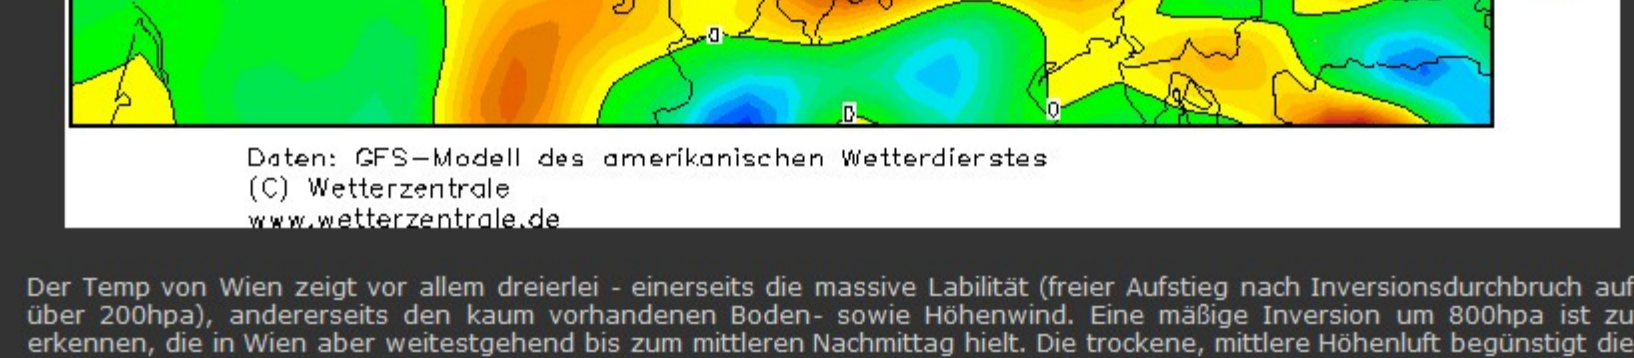 0
0
0
Daten: GFS-Modell des amerikanischen Wetterdienstes
(C) Wetterzentrale
www.wetterzentrale.de
Der Temp von Wien zeigt vor allem dreierlei - einerseits die massive Labilität (freier Aufstieg nach Inversionsdurchbruch auf
über 200hpa), andererseits den kaum vorhandenen Boden- sowie Höhenwind. Eine mäßige Inversion um 800hpa ist zu
erkennen, die in Wien aber weitestgehend bis zum mittleren Nachmittag hielt. Die trockene, mittlere Höhenluft begünstigt die